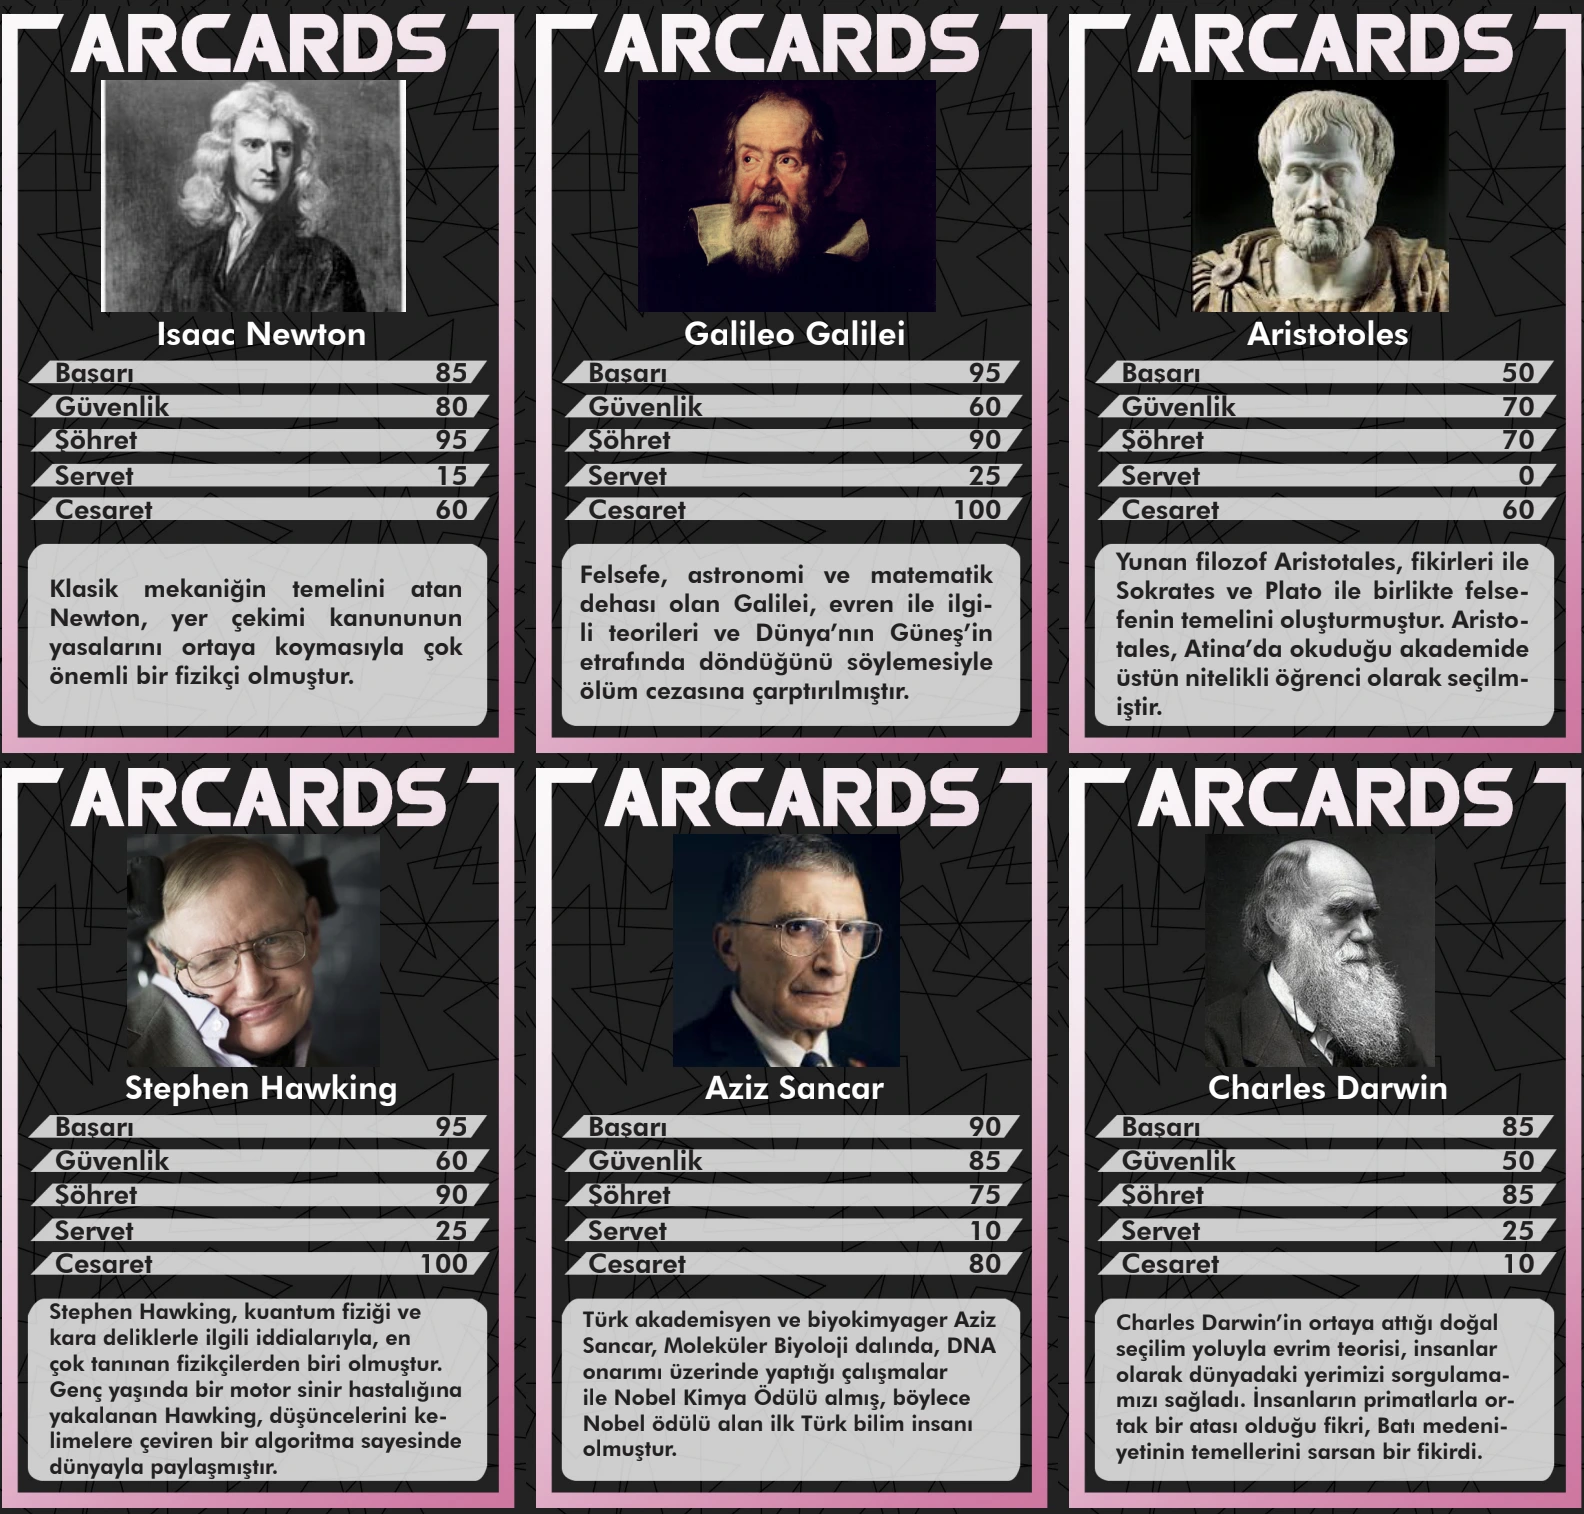 ARCARDS
Isaac Newton
Başarı 85
Güvenlik 80
Şöhret 95
Servet 15
Cesaret 60
Klasik mekaniğin temelini atan
Newton, yer çekimi kanununun
yasalarını ortaya koymasıyla çok
önemli bir fizikçi olmuştur.
ARCARDS
Galileo Galilei
Başarı 95
Güvenlik 60
Şöhret 90
Servet 25
Cesaret 100
Felsefe, astronomi ve matematik
dehası olan Galilei, evren ile ilgi-
li teorileri ve Dünya’nın Güneş’in
etrafında döndüğünü söylemesiyle
ölüm cezasına çarptırılmıştır.
ARCARDS
Aristotoles
Başarı 50
Güvenlik 70
Şöhret 70
Servet 0
Cesaret 60
Yunan filozof Aristotales, fikirleri ile
Sokrates ve Plato ile birlikte felse-
fenin temelini oluşturmuştur. Aristo-
tales, Atina’da okuduğu akademide
üstün nitelikli öğrenci olarak seçilm-
iştir.
ARCARDS
Stephen Hawking
Başarı 95
Güvenlik 60
Şöhret 90
Servet 25
Cesaret 100
Stephen Hawking, kuantum fiziği ve
kara deliklerle ilgili iddialarıyla, en
çok tanınan fizikçilerden biri olmuştur.
Genç yaşında bir motor sinir hastalığına
yakalanan Hawking, düşüncelerini ke-
limelere çeviren bir algoritma sayesinde
dünyayla paylaşmıştır.
ARCARDS
Aziz Sancar
Başarı 90
Güvenlik 85
Şöhret 75
Servet 10
Cesaret 80
Türk akademisyen ve biyokimyager Aziz
Sancar, Moleküler Biyoloji dalında, DNA
onarımı üzerinde yaptığı çalışmalar
ile Nobel Kimya Ödülü almış, böylece
Nobel ödülü alan ilk Türk bilim insanı
olmuştur.
ARCARDS
Charles Darwin
Başarı 85
Güvenlik 50
Şöhret 85
Servet 25
Cesaret 10
Charles Darwin’in ortaya attığı doğal
seçilim yoluyla evrim teorisi, insanlar
olarak dünyadaki yerimizi sorgulama-
mızı sağladı. İnsanların primatlarla or-
tak bir atası olduğu fikri, Batı medeni-
yetinin temellerini sarsan bir fikirdi.